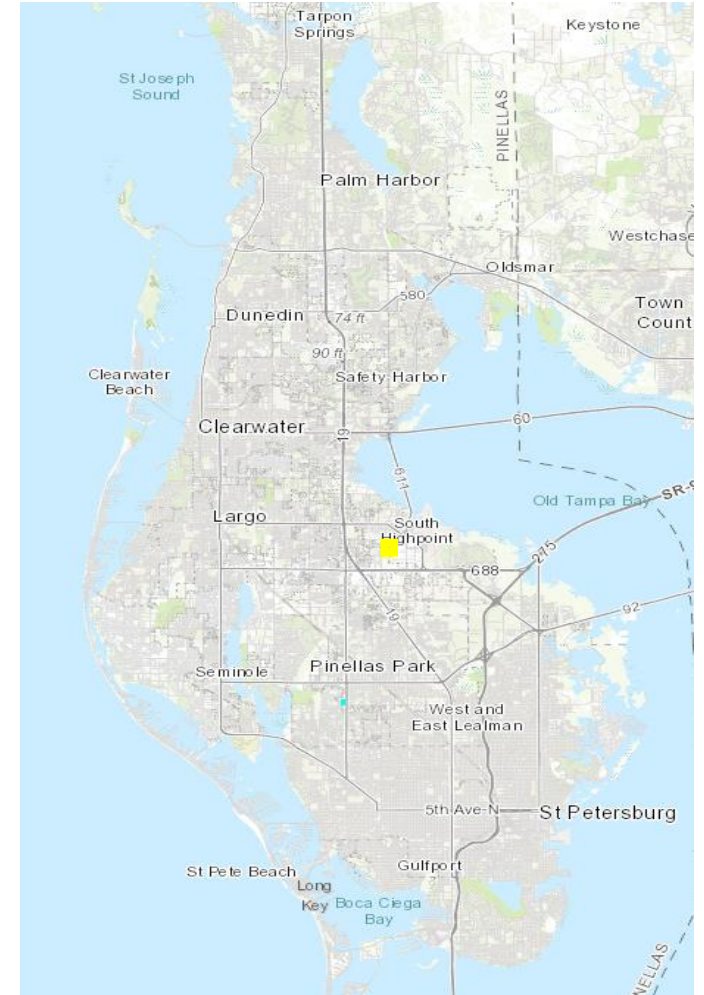 Tarpon
Springs
Keystone
St Joseph
Sound
PINELLAS
Palm Harbor
Westchase
Oldsmar
580
Town
Count
Dunedin
74 ft
90 ft
Clearwater
Beach
Safety Harbor
Clearwater
19
60
611
Old Tampa Bay
SR-9
Largo
South
Highpoint
275
688
19
92
Seminole
Pinellas Park
West and
East Lealman
5th Ave N
St Petersburg
St Pete Beach
Gulfport
Long
Key
Boca Ciega
Bay
NELLAS